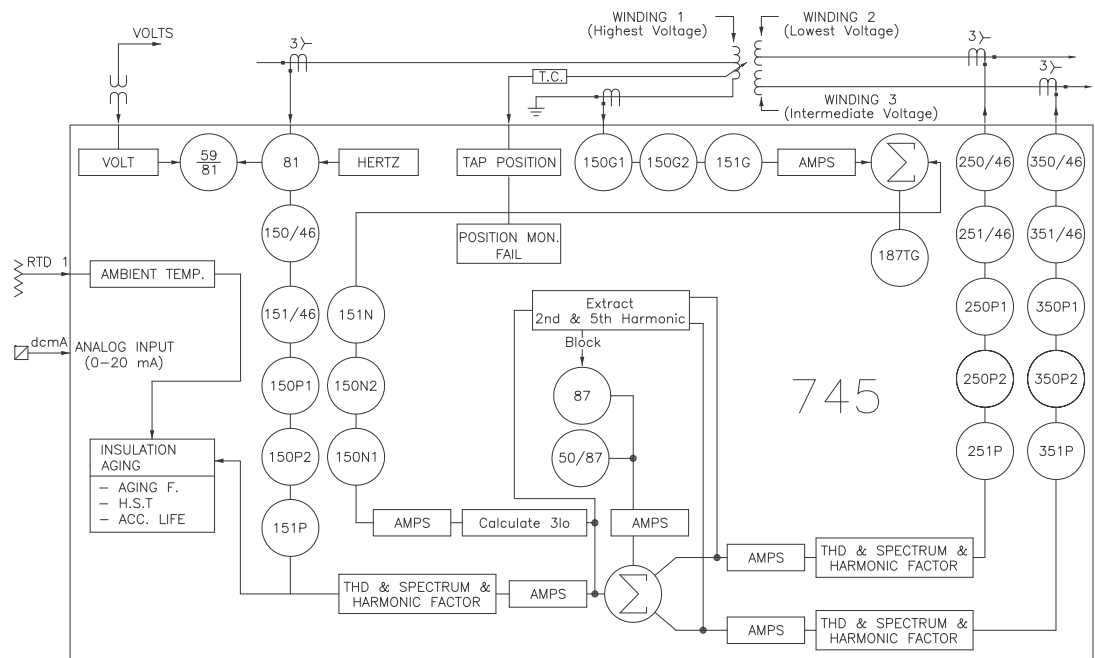 WINDING 1
(Highest Voltage)
WINDING 2
(Lowest Voltage)
VOLTS
3
3
3
T.C.
WINDING 3
(Intermediate Voltage)
VOLT
59
81
81
HERTZ
TAP POSITION
150G1
150G2
151G
AMPS
Σ
250/46
350/46
150/46
POSITION MON.
FAIL
187TG
251/46
351/46
RTD 1
AMBIENT TEMP.
151/46
151N
Extract
2nd & 5th Harmonic
250P1
350P1
dcmA
ANALOG INPUT
(0-20 mA)
Block
150P1
150N2
87
745
250P2
350P2
INSULATION
AGING
- AGING F.
- H.S.T
- ACC. LIFE
150P2
150N1
50/87
251P
351P
151P
AMPS
Calculate 3Io
AMPS
AMPS
THD & SPECTRUM &
HARMONIC FACTOR
THD & SPECTRUM &
HARMONIC FACTOR
AMPS
Σ
AMPS
THD & SPECTRUM &
HARMONIC FACTOR